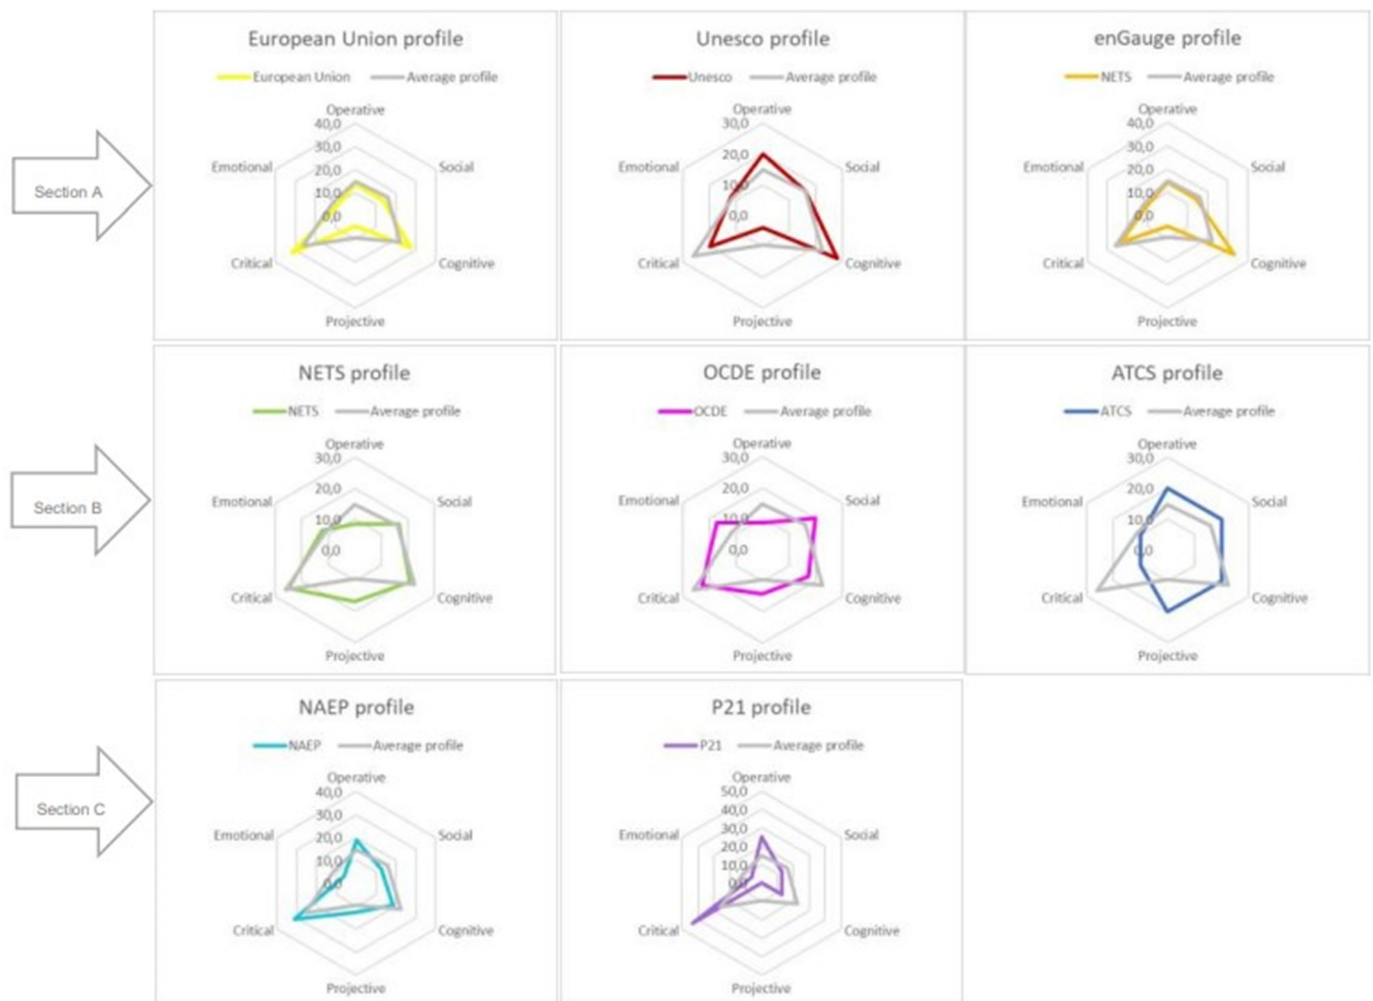 Section A
European Union profile
European Union Average profile
Operative
40,0
30,0
20,0
10,0
0,0
Emotional Social
Critical Cognitive
Projective
Unesco profile
Unesco Average profile
Operative
30,0
20,0
10,0
0,0
Emotional Social
Critical Cognitive
Projective
enGauge profile
NETS Average profile
Operative
40,0
30,0
20,0
10,0
0,0
Emotional Social
Critical Cognitive
Projective
Section B
NETS profile
NETS Average profile
Operative
30,0
20,0
10,0
0,0
Emotional Social
Critical Cognitive
Projective
OCDE profile
OCDE Average profile
Operative
30,0
20,0
10,0
0,0
Emotional Social
Critical Cognitive
Projective
ATCS profile
ATCS Average profile
Operative
30,0
20,0
10,0
0,0
Emotional Social
Critical Cognitive
Projective
Section C
NAEP profile
NAEP Average profile
Operative
40,0
30,0
20,0
10,0
0,0
Emotional Social
Critical Cognitive
Projective
P21 profile
P21 Average profile
Operative
50,0
40,0
30,0
20,0
10,0
0,0
Emotional Social
Critical Cognitive
Projective